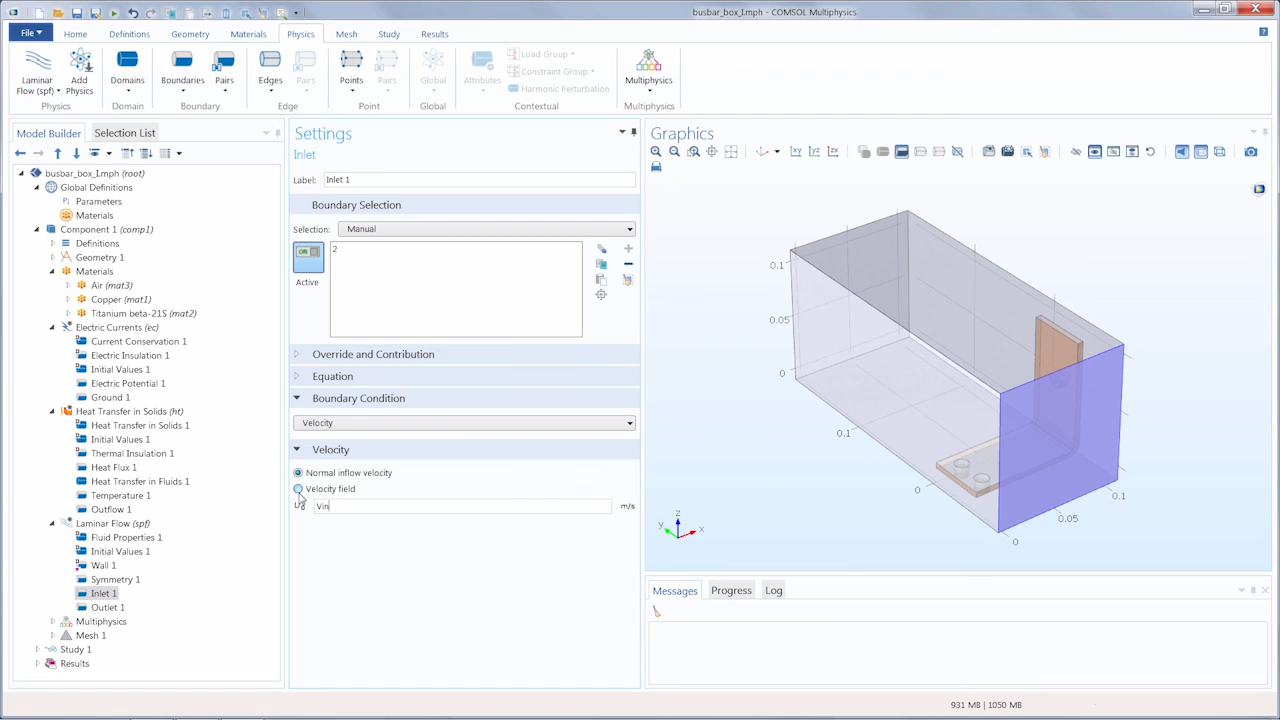 busbar_box_I.mph - COMSOL Multiphysics
File Home Definitions Geometry Materials Physics Mesh Study Results
Laminar Flow (spf) Add Physics Domains Boundaries Pairs Edges Pairs Points Pairs Global Attributes Load Group Constraint Group Harmonic Perturbation Multiphysics
Physics Domain Boundary Edge Point Global Contextual Multiphysics
Model Builder Selection List
busbar_box_I.mph (root)
Global Definitions
Pi Parameters
Materials
Component 1 (comp1)
Definitions
Geometry 1
Materials
Air (mat3)
Copper (mat1)
Titanium beta-21S (mat2)
Electric Currents (ec)
Current Conservation 1
Electric Insulation 1
Initial Values 1
Electric Potential 1
Ground 1
Heat Transfer in Solids (ht)
Heat Transfer in Solids 1
Initial Values 1
Thermal Insulation 1
Heat Flux 1
Heat Transfer in Fluids 1
Temperature 1
Outflow 1
Laminar Flow (spf)
Fluid Properties 1
Initial Values 1
Wall 1
Symmetry 1
Inlet 1
Outlet 1
Multiphysics
Mesh 1
Study 1
Results
Settings
Inlet
Label: Inlet 1
Boundary Selection
Selection: Manual
2
Active
Override and Contribution
Equation
Boundary Condition
Velocity
Velocity
Normal inflow velocity
Velocity field
Vin m/s
Graphics
0.1
0.05
0
0.1
0
0.1
0.05
0
z
y x
Messages Progress Log
931 MB | 1050 MB